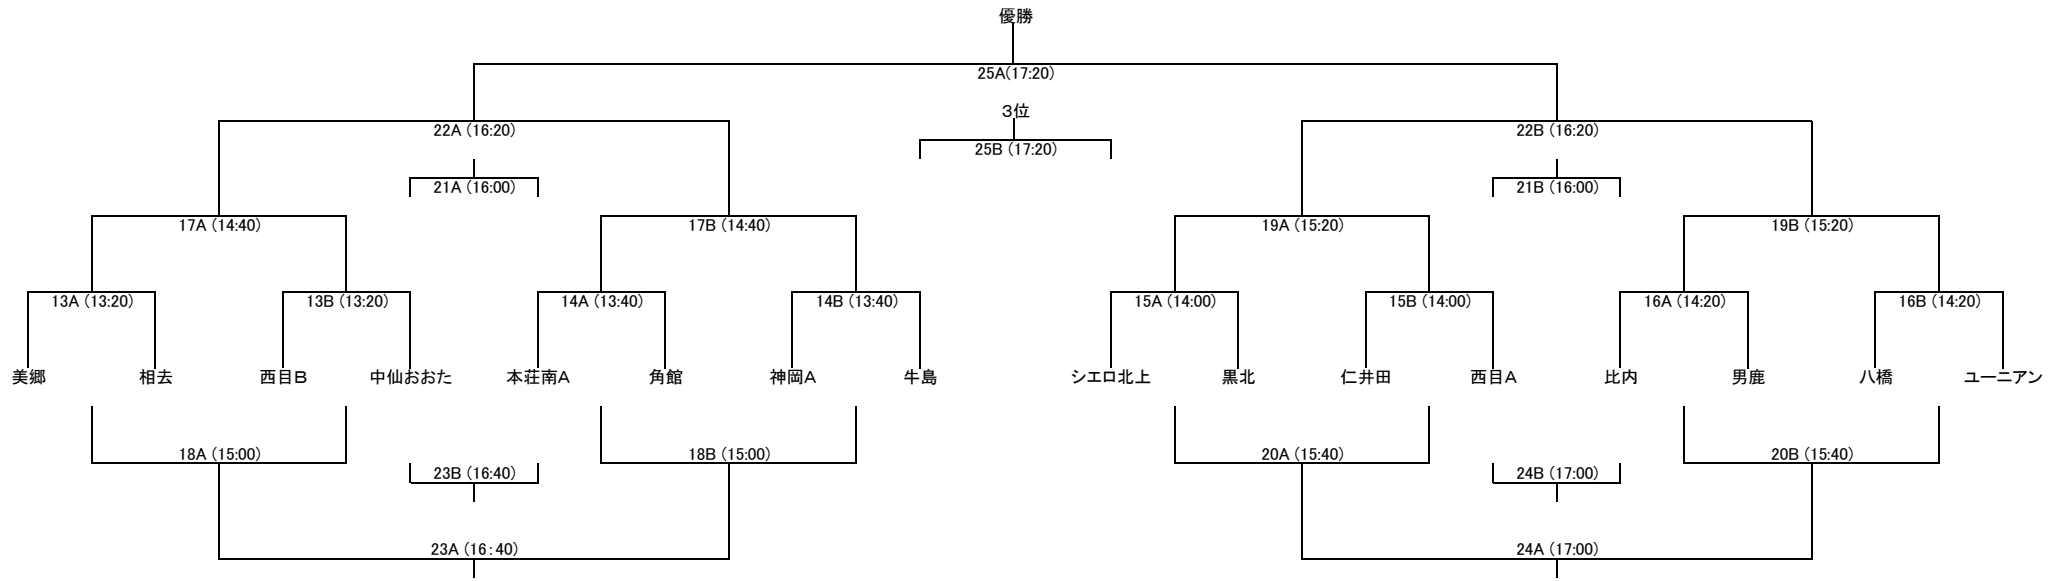 優勝
25A(17:20)
3位
22A (16:20)
22B (16:20)
25B (17:20)
21A (16:00)
21B (16:00)
17A (14:40)
17B (14:40)
19A (15:20)
19B (15:20)
13A (13:20)
13B (13:20)
14A (13:40)
14B (13:40)
15A (14:00)
15B (14:00)
16A (14:20)
16B (14:20)
美郷
相去
西目B
中仙おおた
本荘南A
角館
神岡A
牛島
シエロ北上
黒北
仁井田
西目A
比内
男鹿
八橋
ユーニアン
18A (15:00)
18B (15:00)
20A (15:40)
20B (15:40)
23B (16:40)
24B (17:00)
23A (16:40)
24A (17:00)